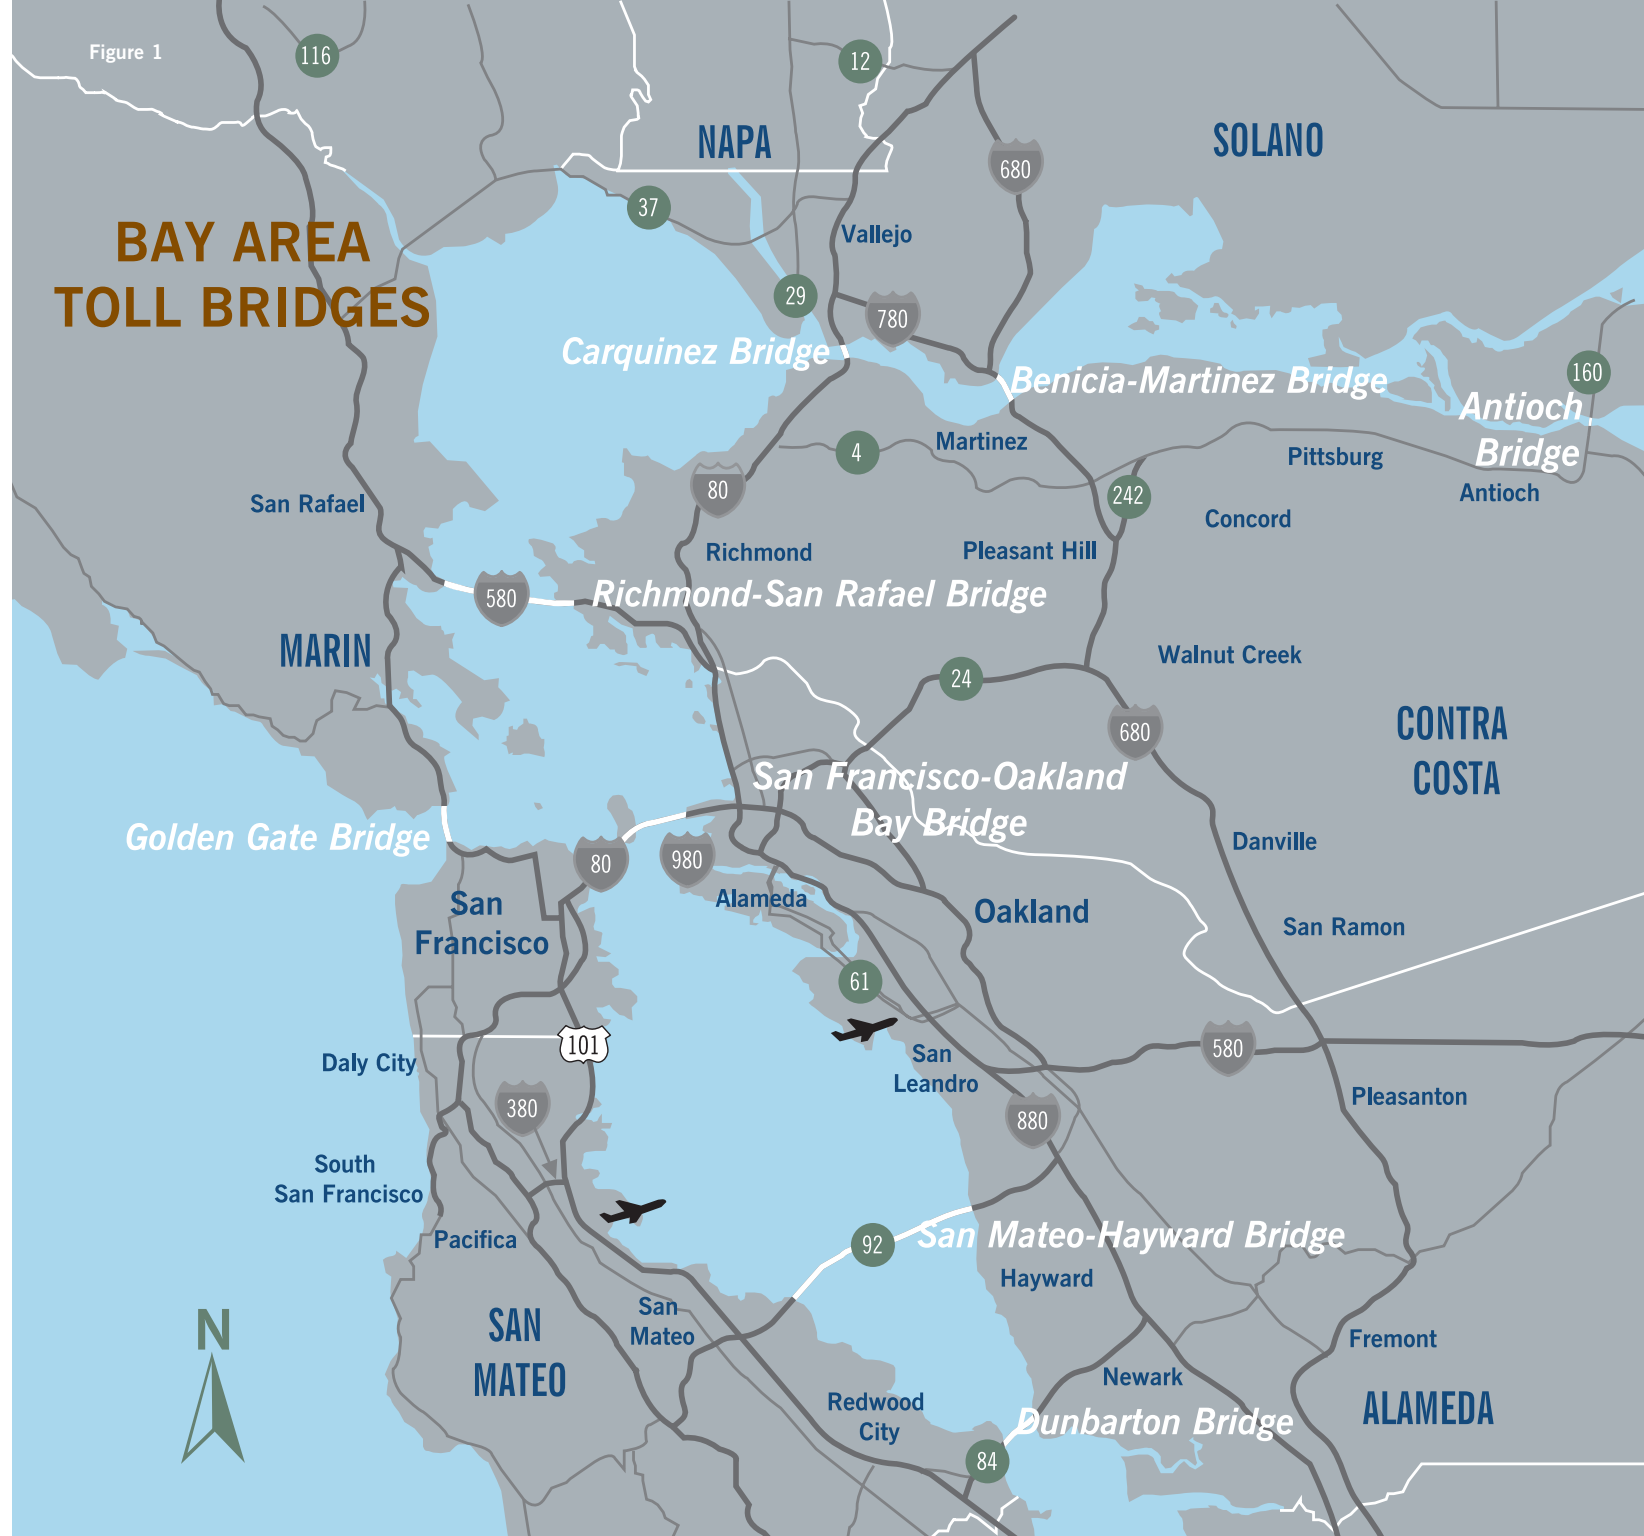 Figure 1
116
12
NAPA
SOLANO
680
37
BAY AREA
TOLL BRIDGES
Vallejo
29
780
Carquinez Bridge
Benicia-Martinez Bridge
160
Antioch
Bridge
4
Martinez
Pittsburg
80
242
Antioch
San Rafael
Concord
Richmond
Pleasant Hill
580
Richmond-San Rafael Bridge
MARIN
Walnut Creek
24
680
CONTRA
COSTA
San Francisco-Oakland
Bay Bridge
Golden Gate Bridge
Danville
80
980
Alameda
San
Francisco
Oakland
San Ramon
61
101
580
Daly City
San
Leandro
Pleasanton
380
880
South
San Francisco
Pacifica
92
San Mateo-Hayward Bridge
Hayward
San
Mateo
SAN
MATEO
N
Fremont
Newark
Redwood
City
Dunbarton Bridge
ALAMEDA
84